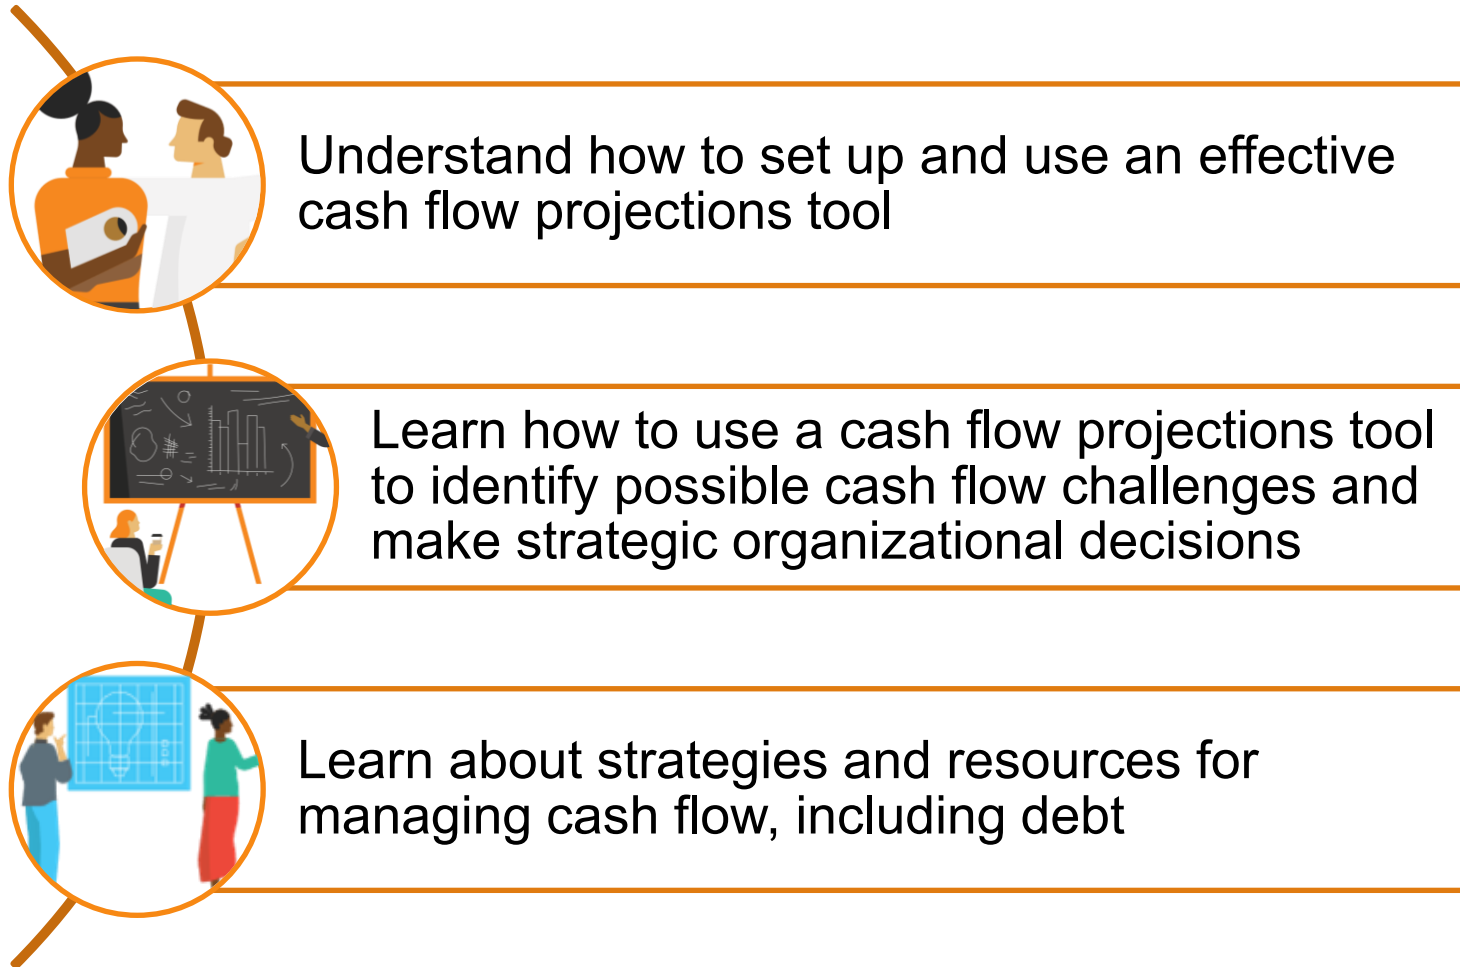 Understand how to set up and use an effective
cash flow projections tool
Learn how to use a cash flow projections tool
to identify possible cash flow challenges and
make strategic organizational decisions
Learn about strategies and resources for
managing cash flow, including debt